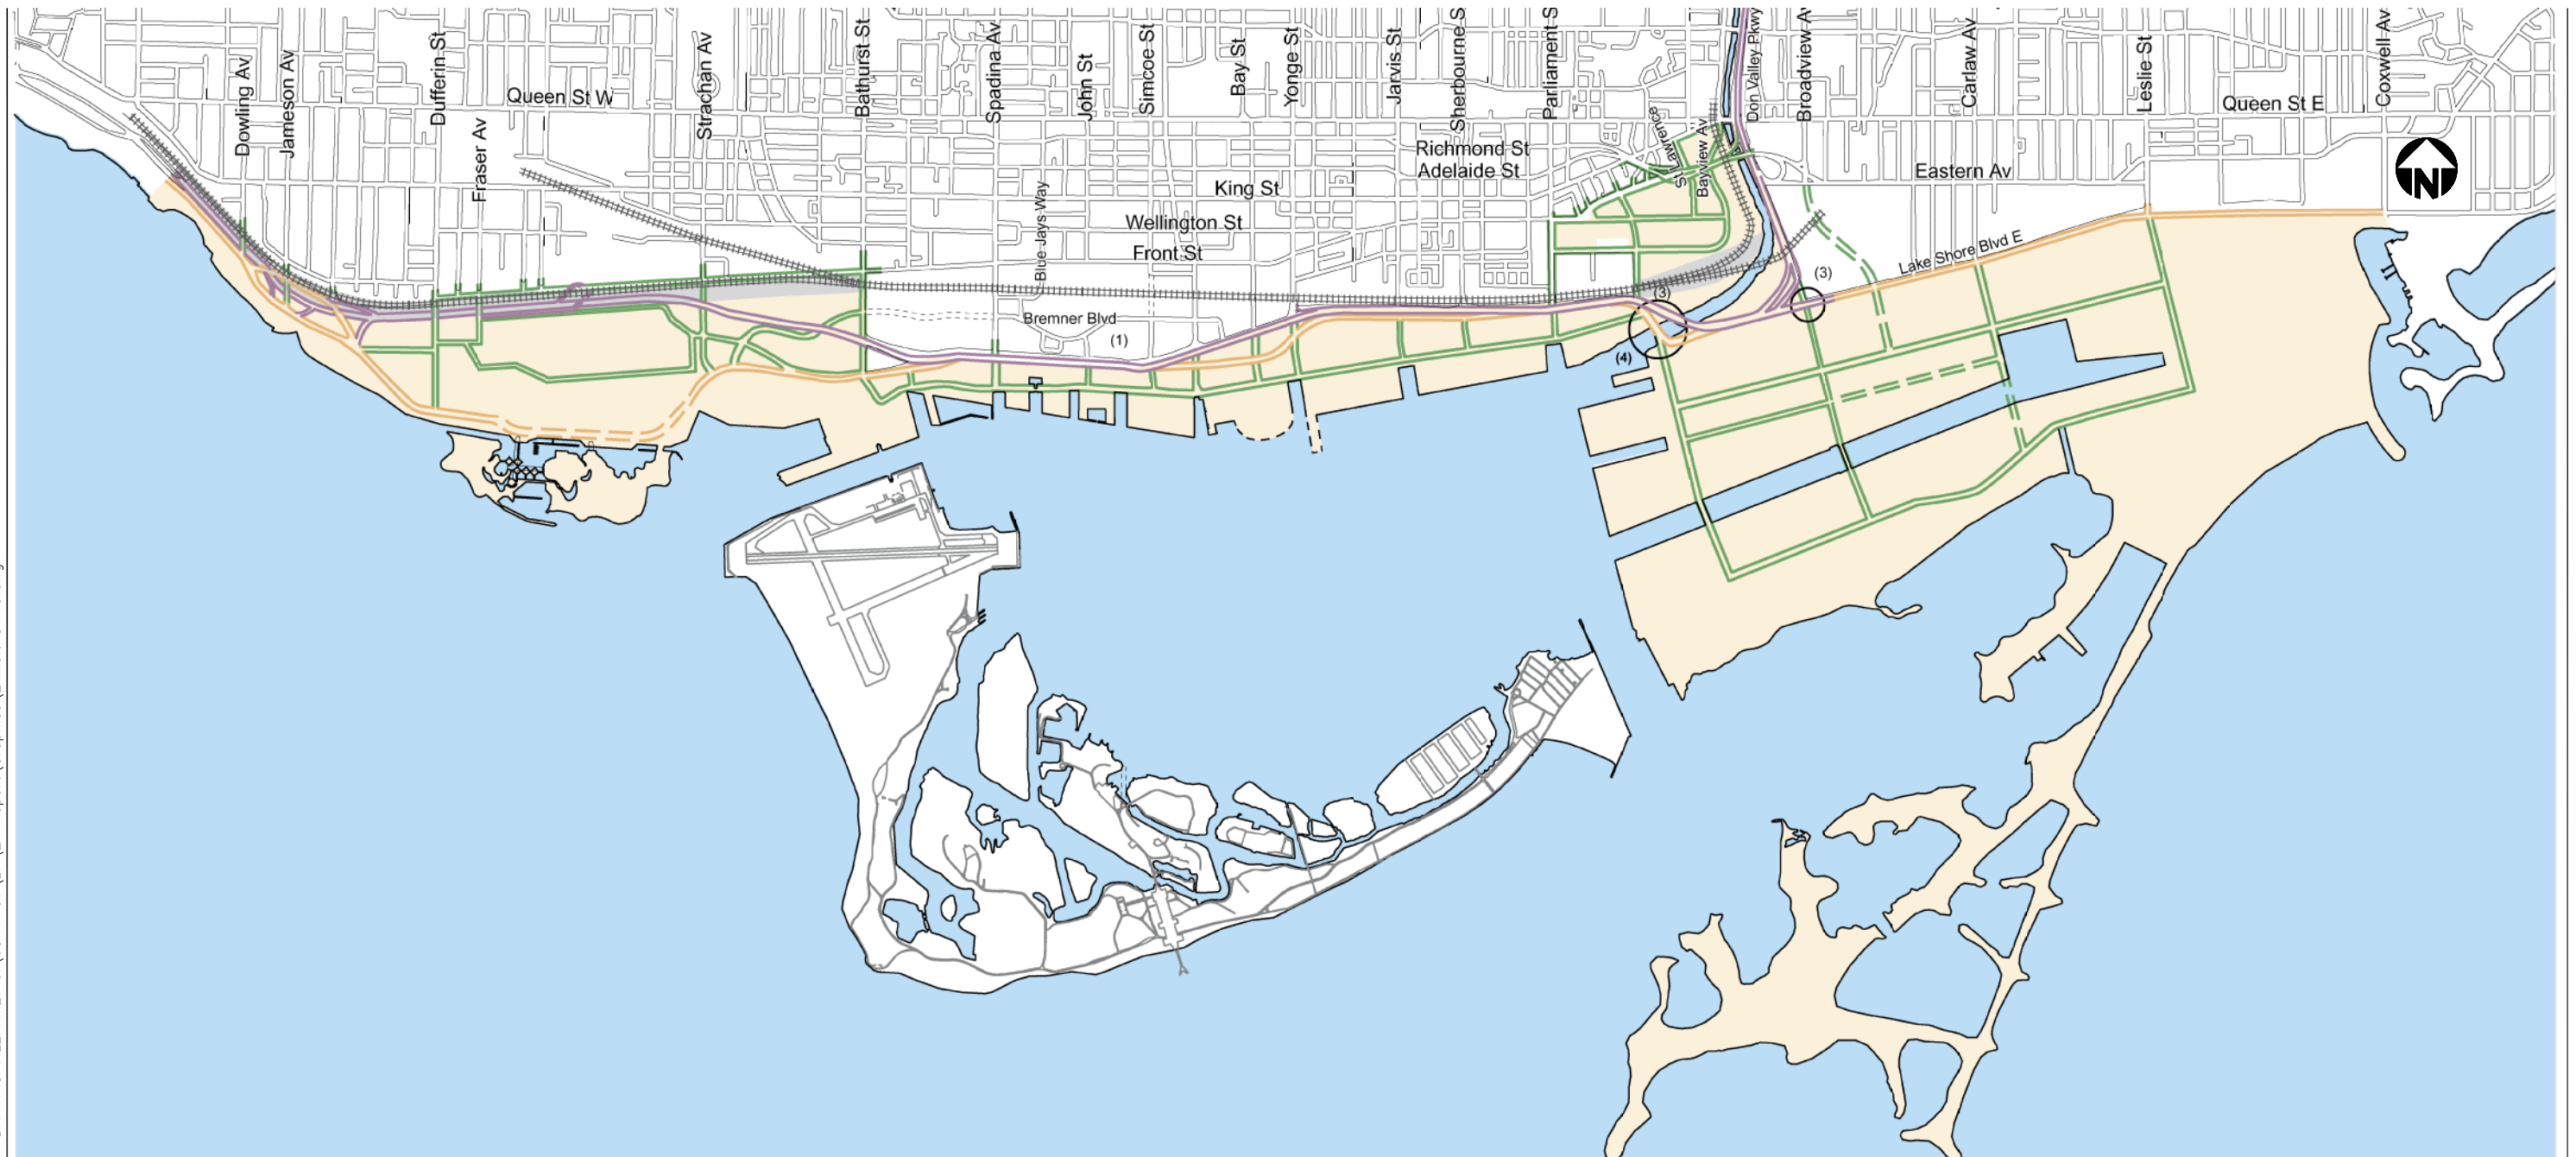 Dowling Av
Jameson Av
Dufferin St
Fraser Av
Queen St W
Strachan Av
Bathurst St
Spadina Av
John St
Simcoe St
Bay St
Yonge St
Jarvis St
Sherbourne S
Parliament S
St Lawrence
Bayview Av
Don Valley Pkwy
Broadview Av
Carlaw Av
Leslie St
Queen St E
Coxwell Av
Richmond St
Adelaide St
King St
Eastern Av
N
Wellington St
Blue Jays Way
Front St
Lake Shore Blvd E
(3)
(3)
Bremner Blvd
(1)
(4)